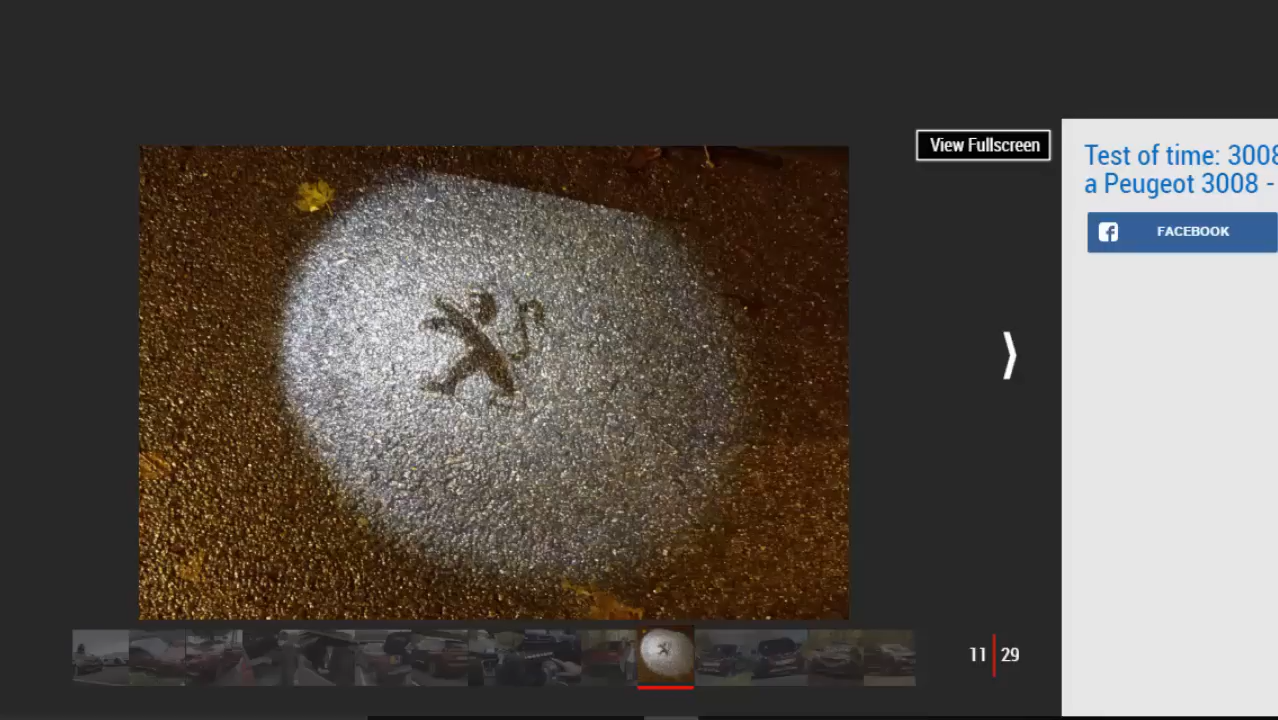 View Fullscreen
Test of time: 3008
a Peugeot 3008 -
FACEBOOK
11 29